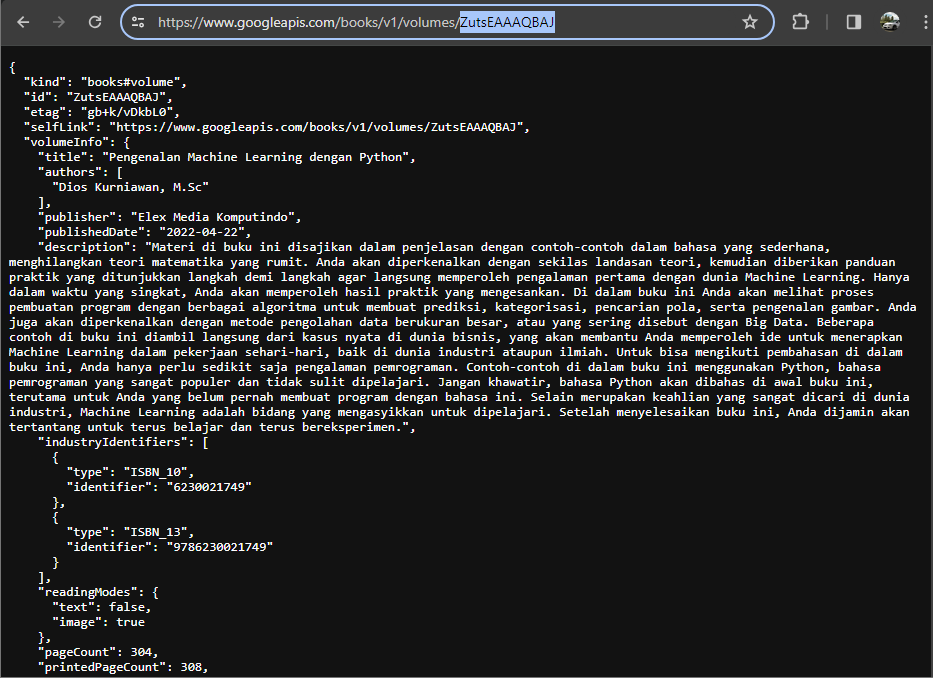 https://www.googleapis.com/books/v1/volumes/ZutsEAAAQBAJ
{
"kind": "books#volume",
"id": "ZutsEAAAQBAJ",
"etag": "gb+k/vDkbL0",
"selfLink": "https://www.googleapis.com/books/v1/volumes/ZutsEAAAQBAJ",
"volumeInfo": {
"title": "Pengenalan Machine Learning dengan Python",
"authors": [
"Dios Kurniawan, M.Sc"
],
"publisher": "Elex Media Komputindo",
"publishedDate": "2022-04-22",
"description": "Materi di buku ini disajikan dalam penjelasan dengan contoh-contoh dalam bahasa yang sederhana,
menghilangkan teori matematika yang rumit. Anda akan diperkenalkan dengan sekilas landasan teori, kemudian diberikan panduan
praktik yang ditunjukkan langkah demi langkah agar langsung memperoleh pengalaman pertama dengan dunia Machine Learning. Hanya
dalam waktu yang singkat, Anda akan memperoleh hasil praktik yang mengesankan. Di dalam buku ini Anda akan melihat proses
pembuatan program dengan berbagai algoritma untuk membuat prediksi, kategorisasi, pencarian pola, serta pengenalan gambar. Anda
juga akan diperkenalkan dengan metode pengolahan data berukuran besar, atau yang sering disebut dengan Big Data. Beberapa
contoh di buku ini diambil langsung dari kasus nyata di dunia bisnis, yang akan membantu Anda memperoleh ide untuk menerapkan
Machine Learning dalam pekerjaan sehari-hari, baik di dunia industri ataupun ilmiah. Untuk bisa mengikuti pembahasan di dalam
buku ini, Anda hanya perlu sedikit saja pengalaman pemrograman. Contoh-contoh di dalam buku ini menggunakan Python, bahasa
pemrograman yang sangat populer dan tidak sulit dipelajari. Jangan khawatir, bahasa Python akan dibahas di awal buku ini,
terutama untuk Anda yang belum pernah membuat program dengan bahasa ini. Selain merupakan keahlian yang sangat dicari di dunia
industri, Machine Learning adalah bidang yang mengasyikkan untuk dipelajari. Setelah menyelesaikan buku ini, Anda dijamin akan
tertantang untuk terus belajar dan terus bereksperimen.",
"industryIdentifiers": [
{
"type": "ISBN_10",
"identifier": "6230021749"
},
{
"type": "ISBN_13",
"identifier": "9786230021749"
}
],
"readingModes": {
"text": false,
"image": true
},
"pageCount": 304,
"printedPageCount": 308,